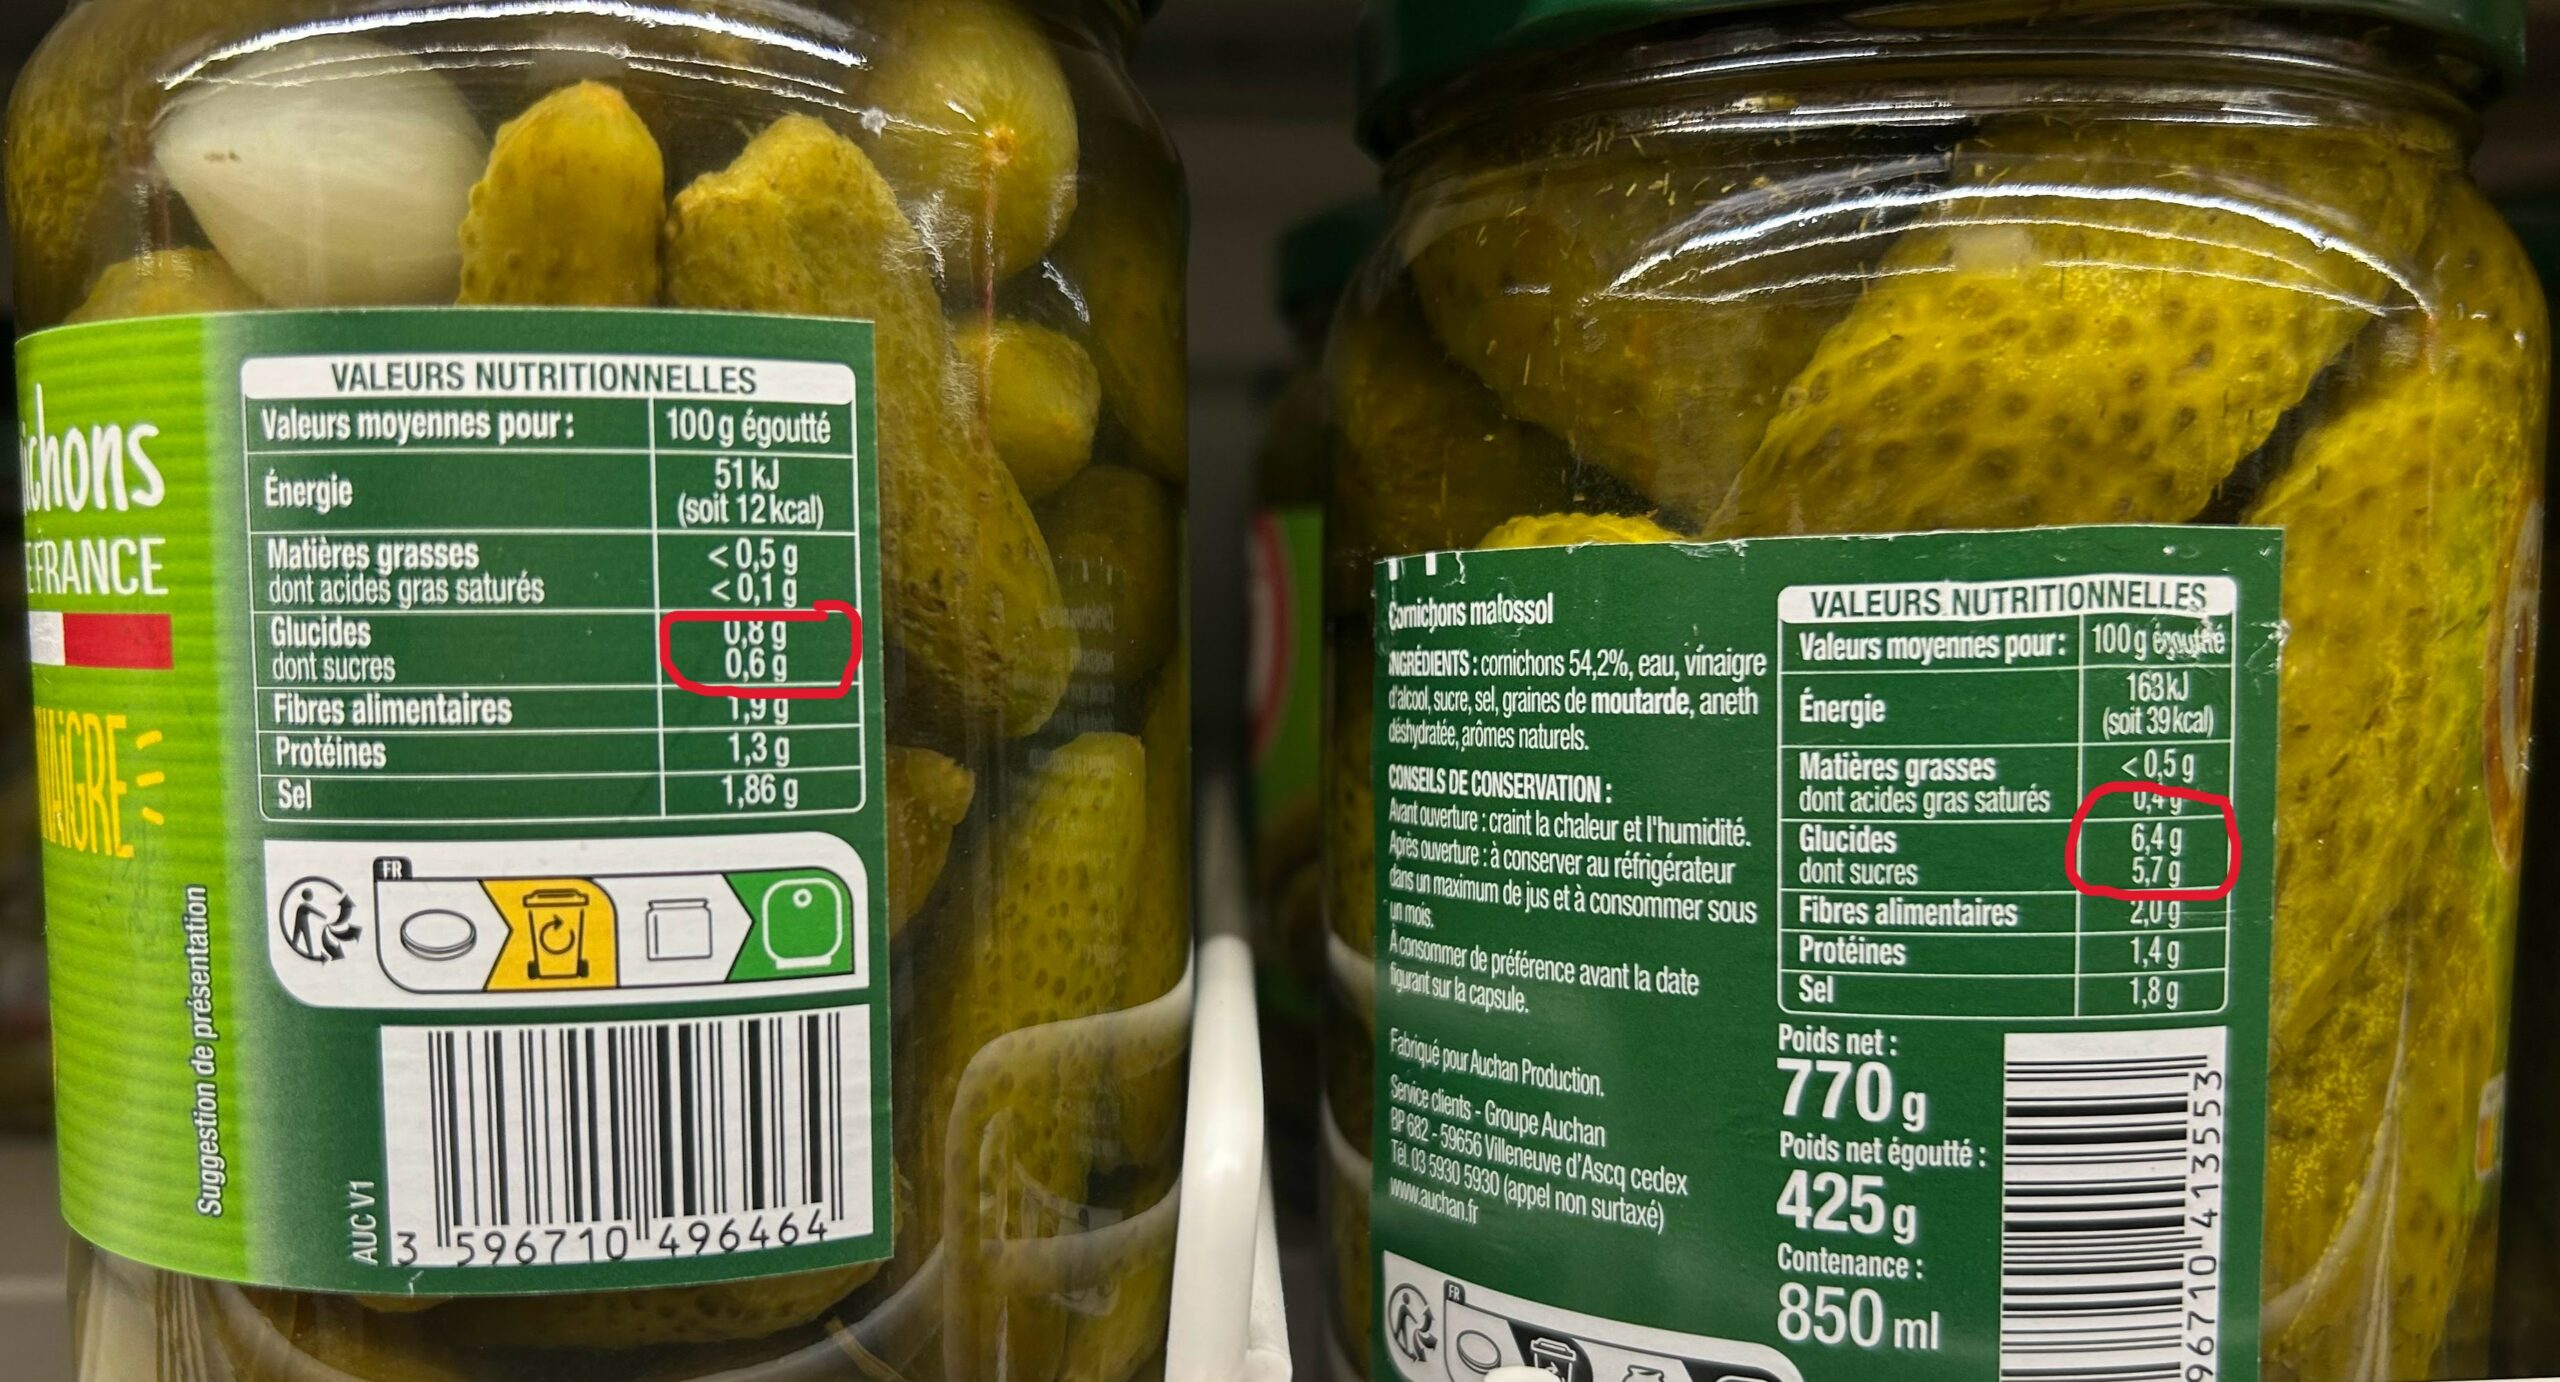 chons
FRANCE
Suggestion de présentation
VALEURS NUTRITIONNELLES
Valeurs moyennes pour : 100 g égoutté
Énergie 51 kJ
(soit 12 kcal)
Matières grasses < 0,5 g
dont acides gras saturés < 0,1 g
Glucides 0,8 g
dont sucres 0,6 g
Fibres alimentaires 1,9 g
Protéines 1,3 g
Sel 1,86 g
FR
AUC V1
3 596710 496464
Cornichons malossol
INGRÉDIENTS : cornichons 54,2%, eau, vinaigre
d'alcool, sucre, sel, graines de moutarde, aneth
déshydratée, arômes naturels.
CONSEILS DE CONSERVATION :
Avant ouverture : craint la chaleur et l'humidité.
Après ouverture : à conserver au réfrigérateur
dans un maximum de jus et à consommer sous
un mois.
À consommer de préférence avant la date
figurant sur la capsule.
Fabriqué pour Auchan Production.
Service clients - Groupe Auchan
BP 682 - 59656 Villeneuve d'Ascq cedex
Tél. 03 5930 5930 (appel non surtaxé)
www.auchan.fr
FR
VALEURS NUTRITIONNELLES
Valeurs moyennes pour : 100 g égoutté
Énergie 163 kJ
(soit 39 kcal)
Matières grasses < 0,5 g
dont acides gras saturés 0,4 g
Glucides 6,4 g
dont sucres 5,7 g
Fibres alimentaires 2,0 g
Protéines 1,4 g
Sel 1,8 g
Poids net :
770 g
Poids net égoutté :
425 g
Contenance :
850 ml
96710 413553